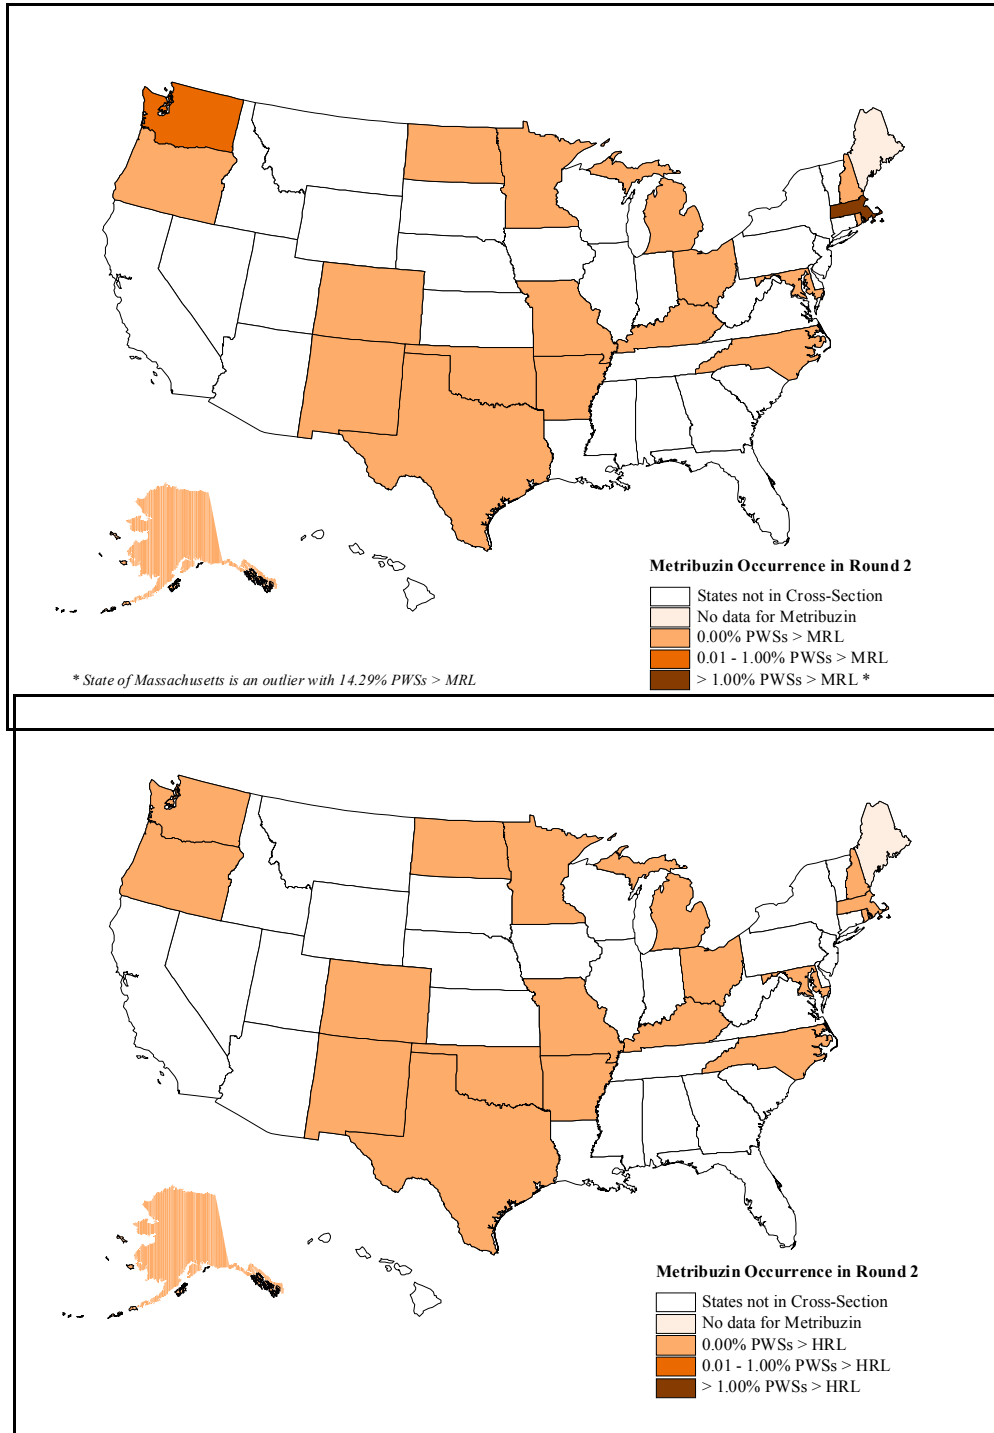 Metribuzin Occurrence in Round 2
States not in Cross-Section
No data for Metribuzin
0.00% PWSs > MRL
0.01 - 1.00% PWSs > MRL
> 1.00% PWSs > MRL *
* State of Massachusetts is an outlier with 14.29% PWSs > MRL
Metribuzin Occurrence in Round 2
States not in Cross-Section
No data for Metribuzin
0.00% PWSs > HRL
0.01 - 1.00% PWSs > HRL
> 1.00% PWSs > HRL